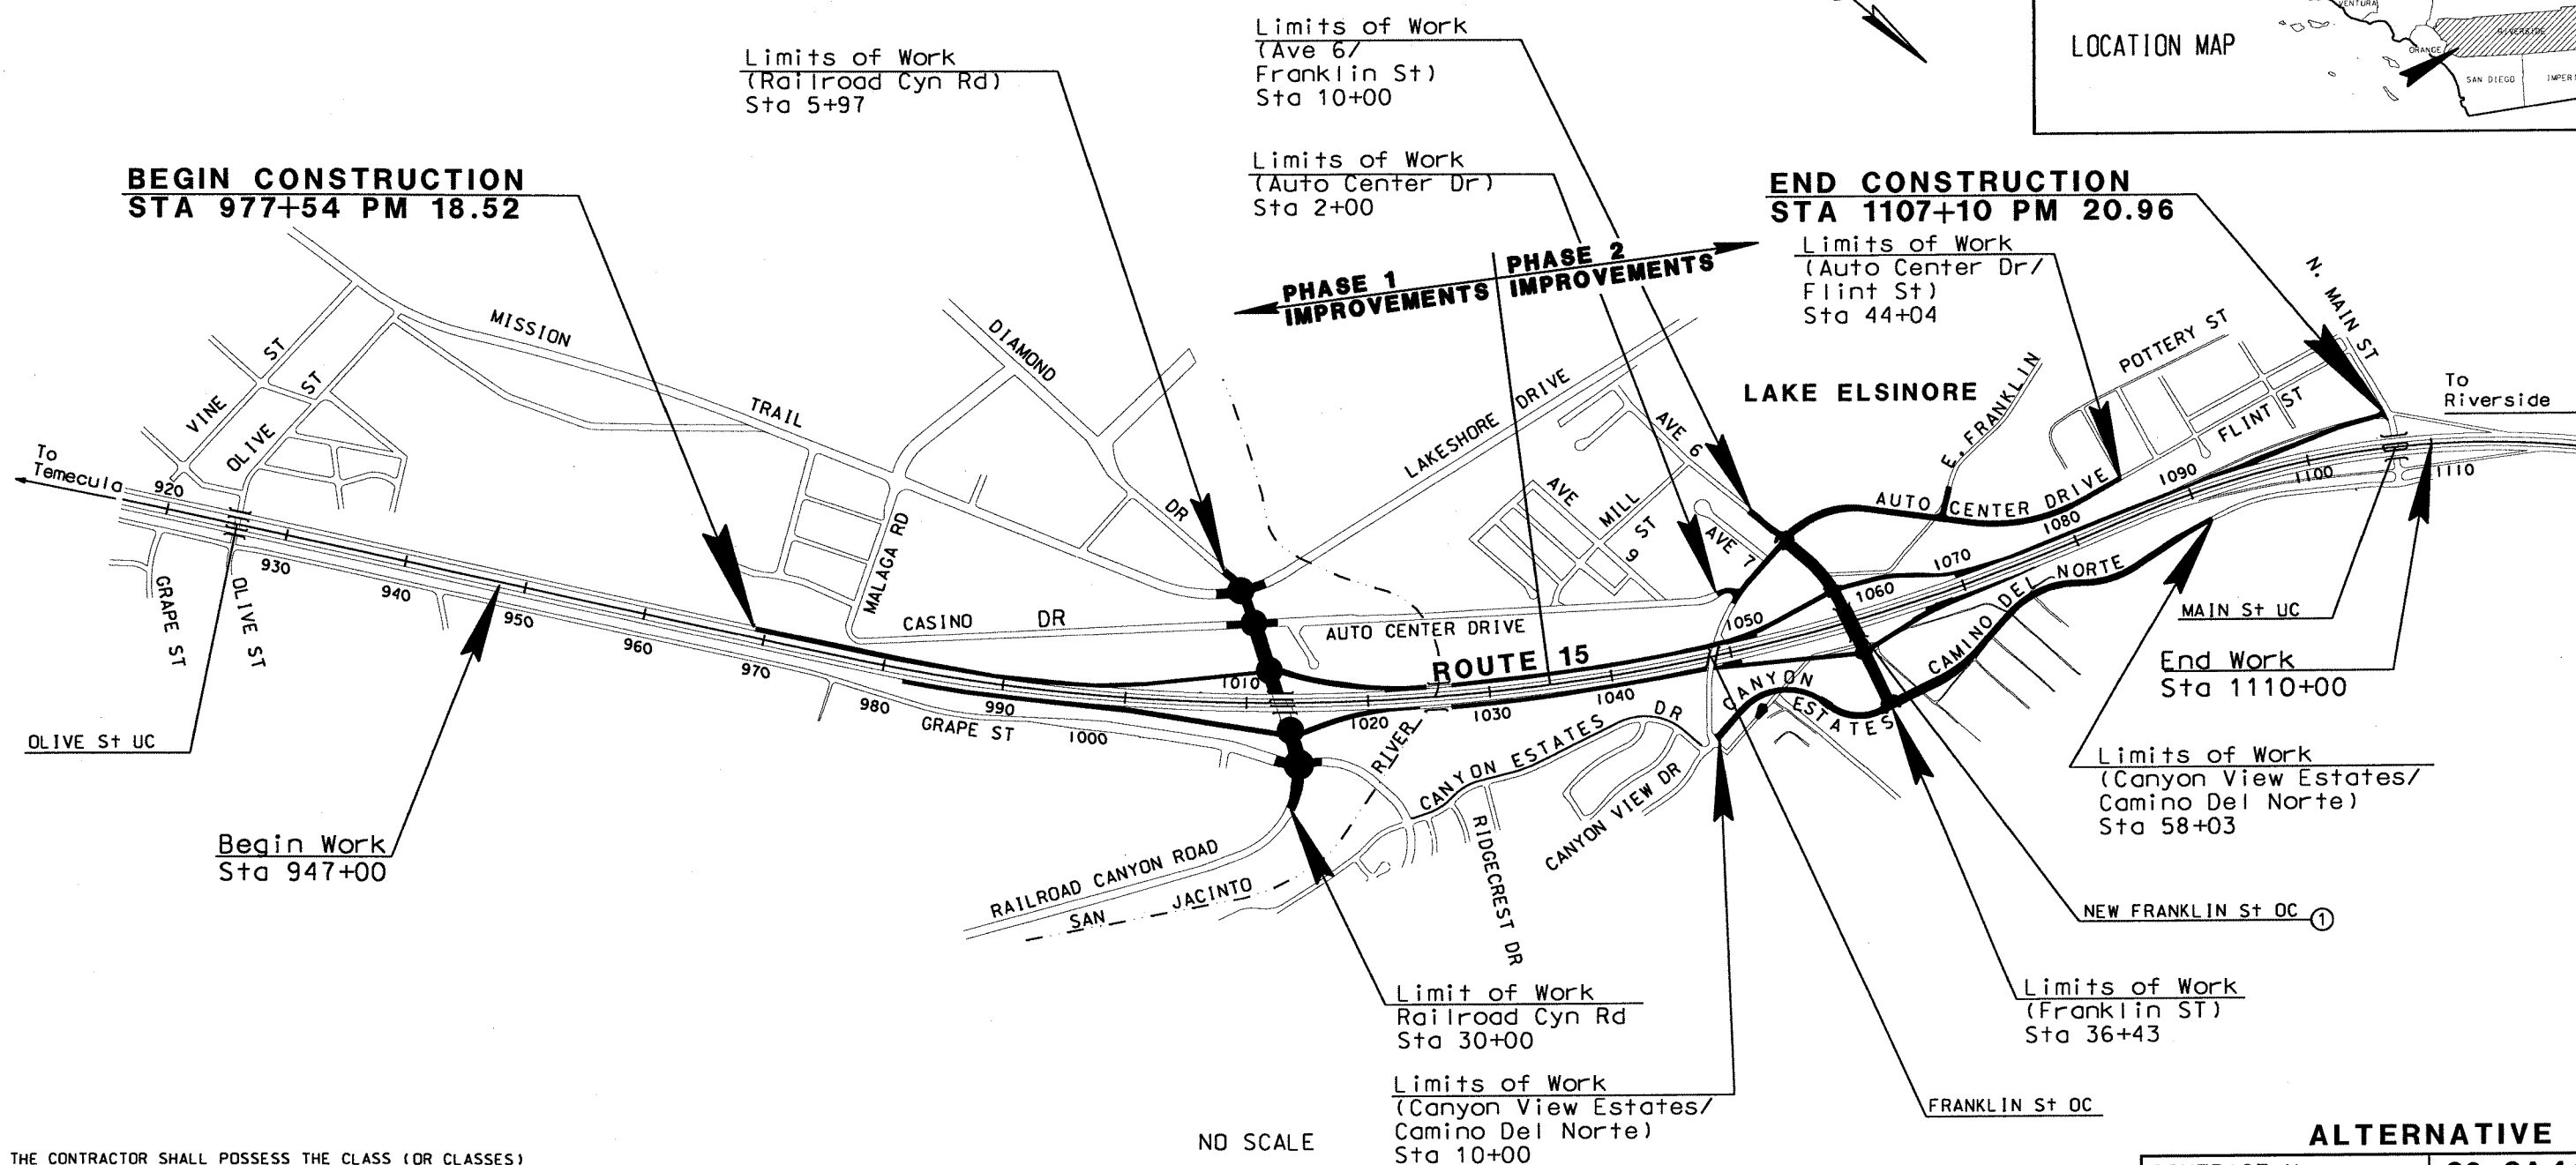 LOCATION MAP
VENTURA
RIVERSIDE
ORANGE
SAN DIEGO
Limits of Work
(Railroad Cyn Rd)
Sta 5+97
Limits of Work
(Ave 6/
Franklin St)
Sta 10+00
Limits of Work
(Auto Center Dr)
Sta 2+00
BEGIN CONSTRUCTION
STA 977+54 PM 18.52
END CONSTRUCTION
STA 1107+10 PM 20.96
Limits of Work
(Auto Center Dr/
Flint St)
Sta 44+04
PHASE 1
IMPROVEMENTS
PHASE 2
IMPROVEMENTS
N. MAIN ST
To
Riverside
LAKE ELSINORE
POTTERY ST
FLINT ST
E. FRANKLIN
MISSION
TRAIL
DIAMOND
DR
LAKESHORE DRIVE
AVE 6
AVE
MILL
9 ST
AVE 7
VINE ST
OLIVE ST
To
Temecula
MALAGA RD
CASINO DR
AUTO CENTER DRIVE
AUTO CENTER DRIVE
ROUTE 15
GRAPE ST
OLIVE ST
920
930
940
950
960
970
980
990
1000
1010
1020
1030
1040
1050
1060
1070
1080
1090
1100
1110
GRAPE ST
CANYON ESTATES DR
CANYON ESTATES
CAMINO DEL NORTE
CANYON VIEW DR
RIDGECREST DR
RAILROAD CANYON ROAD
SAN JACINTO RIVER
OLIVE St UC
MAIN St UC
End Work
Sta 1110+00
Begin Work
Sta 947+00
Limits of Work
(Canyon View Estates/
Camino Del Norte)
Sta 58+03
NEW FRANKLIN St OC 1
Limits of Work
(Franklin ST)
Sta 36+43
Limit of Work
Railroad Cyn Rd
Sta 30+00
Limits of Work
(Canyon View Estates/
Camino Del Norte)
Sta 10+00
FRANKLIN St OC
NO SCALE
ALTERNATIVE
THE CONTRACTOR SHALL POSSESS THE CLASS (OR CLASSES)